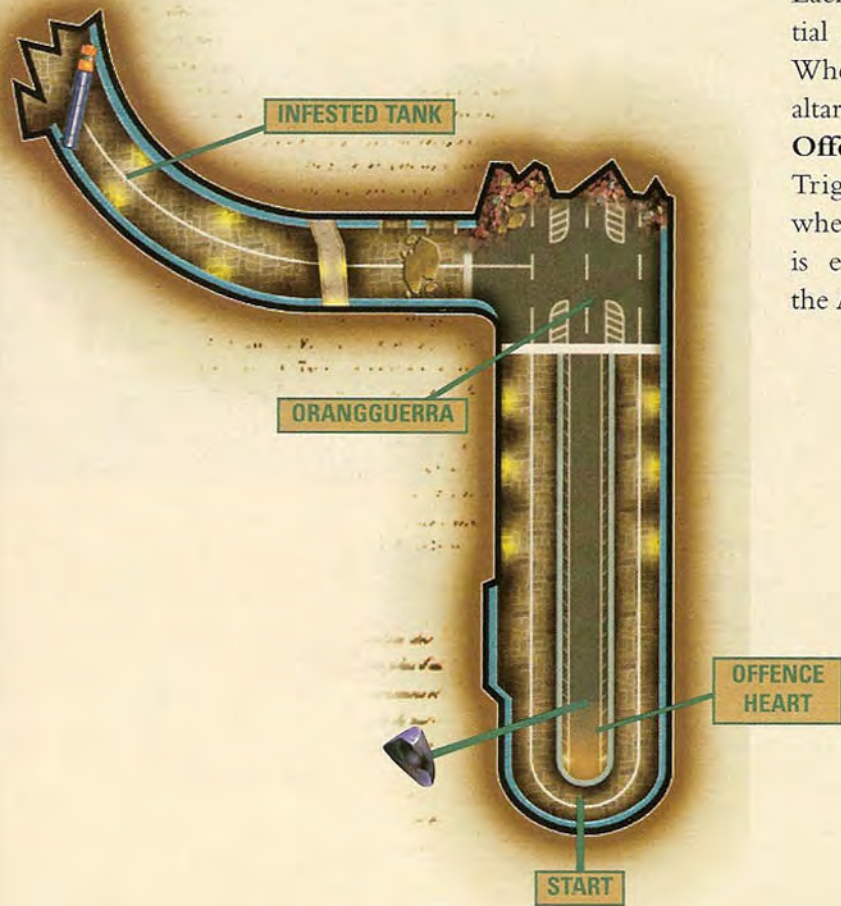 tial
Whe
altar
Offe
Trig
whe
is e
the A
INFESTED TANK
ORANGGUERRA
OFFENCE
HEART
START